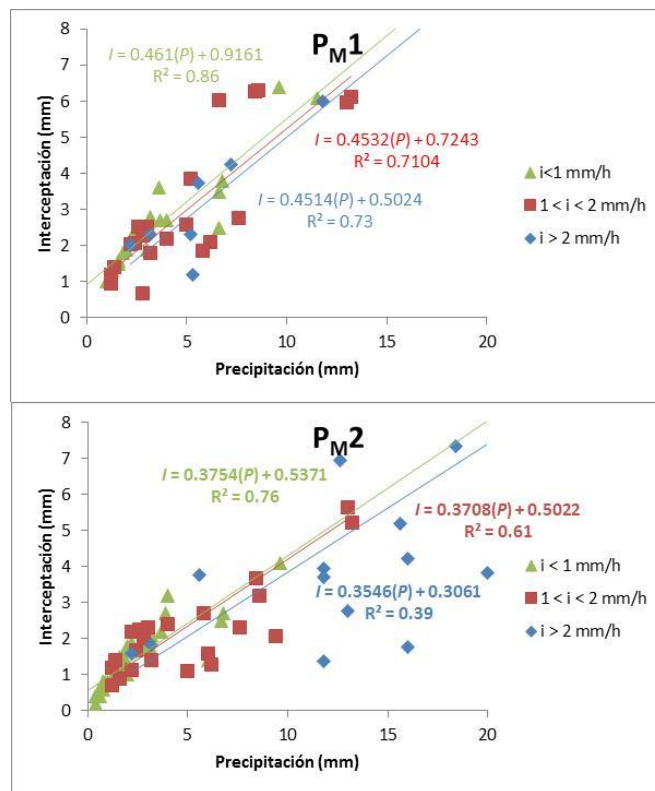 P_M1
I = 0.461(P) + 0.9161
R² = 0.86
I = 0.4532(P) + 0.7243
R² = 0.7104
I = 0.4514(P) + 0.5024
R² = 0.73
Interceptación (mm)
8
7
6
5
4
3
2
1
0
0 5 10 15 20
Precipitación (mm)
i<1 mm/h
1 < i < 2 mm/h
i > 2 mm/h
P_M2
I = 0.3754(P) + 0.5371
R² = 0.76
I = 0.3708(P) + 0.5022
R² = 0.61
I = 0.3546(P) + 0.3061
R² = 0.39
Interceptación (mm)
8
7
6
5
4
3
2
1
0
0 5 10 15 20
Precipitación (mm)
i < 1 mm/h
1 < i < 2 mm/h
i > 2 mm/h